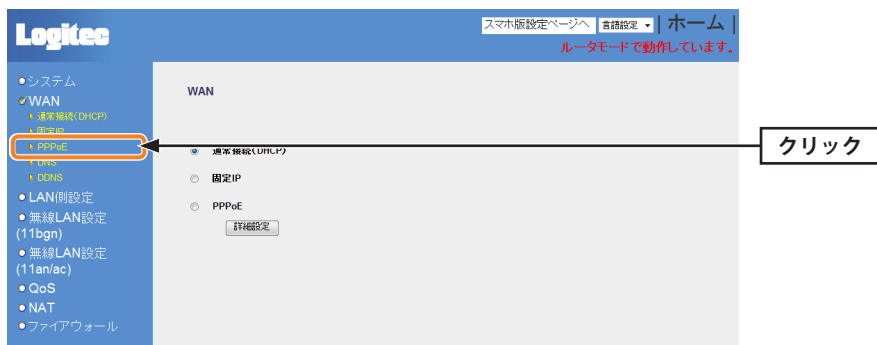 Logitec
スマホ版設定ページへ 言語設定 | ホーム |
ルータモードで動作しています。
システム
WAN
通常接続(DHCP)
固定IP
PPPoE
DNS
DDNS
LAN側設定
無線LAN設定
(11bgn)
無線LAN設定
(11an/ac)
QoS
NAT
ファイアウォール
WAN
通常接続(DHCP)
固定IP
PPPoE
詳細設定
クリック